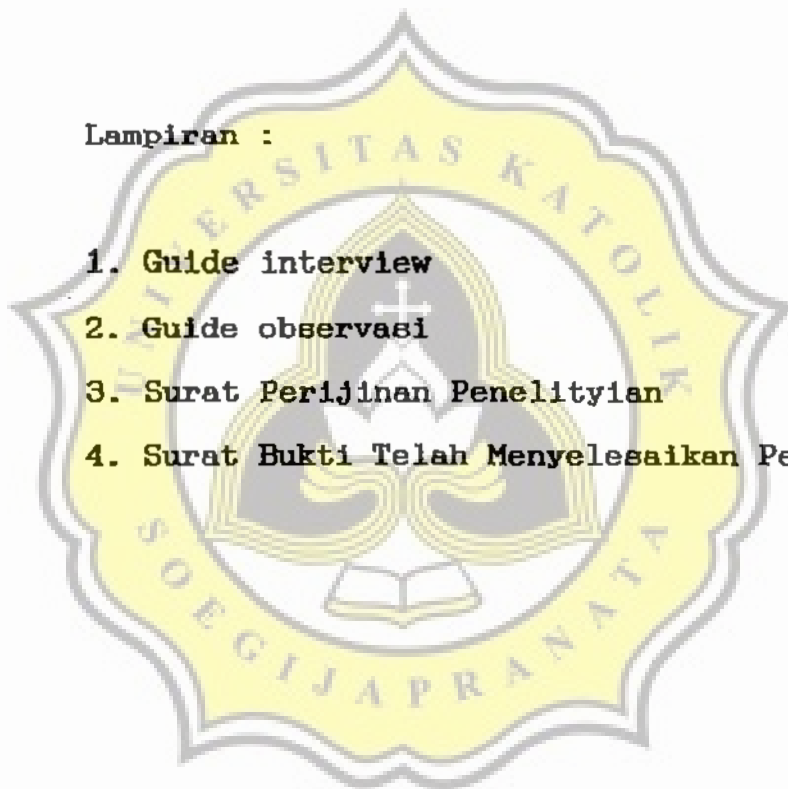 Lampiran :
1. Guide interview
2. Guide observasi
3. Surat Perijinan Penelityian
4. Surat Bukti Telah Menyelesaikan Pe
UNIVERSITAS KATOLIK
SOEGIJAPRANATA